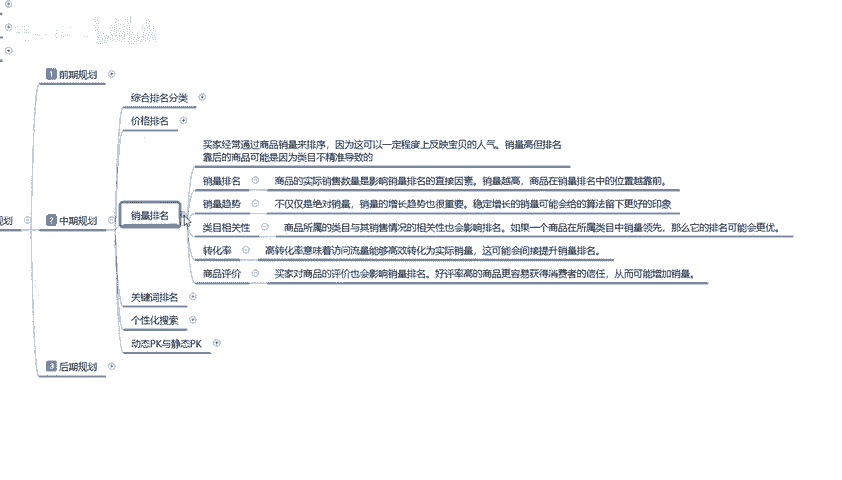 1 前期规划
综合排名分类
价格排名
买家经常通过商品销量来排序，因为这可以一定程度上反映宝贝的人气。销量高但排名
靠后的商品可能是因为类目不精准导致的
销量排名 商品的实际销售数量是影响销量排名的直接因素。销量越高，商品在销量排名中的位置越靠前。
销量趋势 不仅仅是绝对销量，销量的增长趋势也很重要。稳定增长的销量可能会给的算法留下更好的印象
划 2 中期规划 销量排名
类目相关性 商品所属的类目与其销售情况的相关性也会影响排名。如果一个商品在所属类目中销量领先，那么它的排名可能会更优。
转化率 高转化率意味着访问流量能够高效转化为实际销量，这可能会间接提升销量排名。
商品评价 买家对商品的评价也会影响销量排名。好评率高的商品更容易获得消费者的信任，从而可能增加销量。
关键词排名
个性化搜索
动态PK与静态PK
3 后期规划